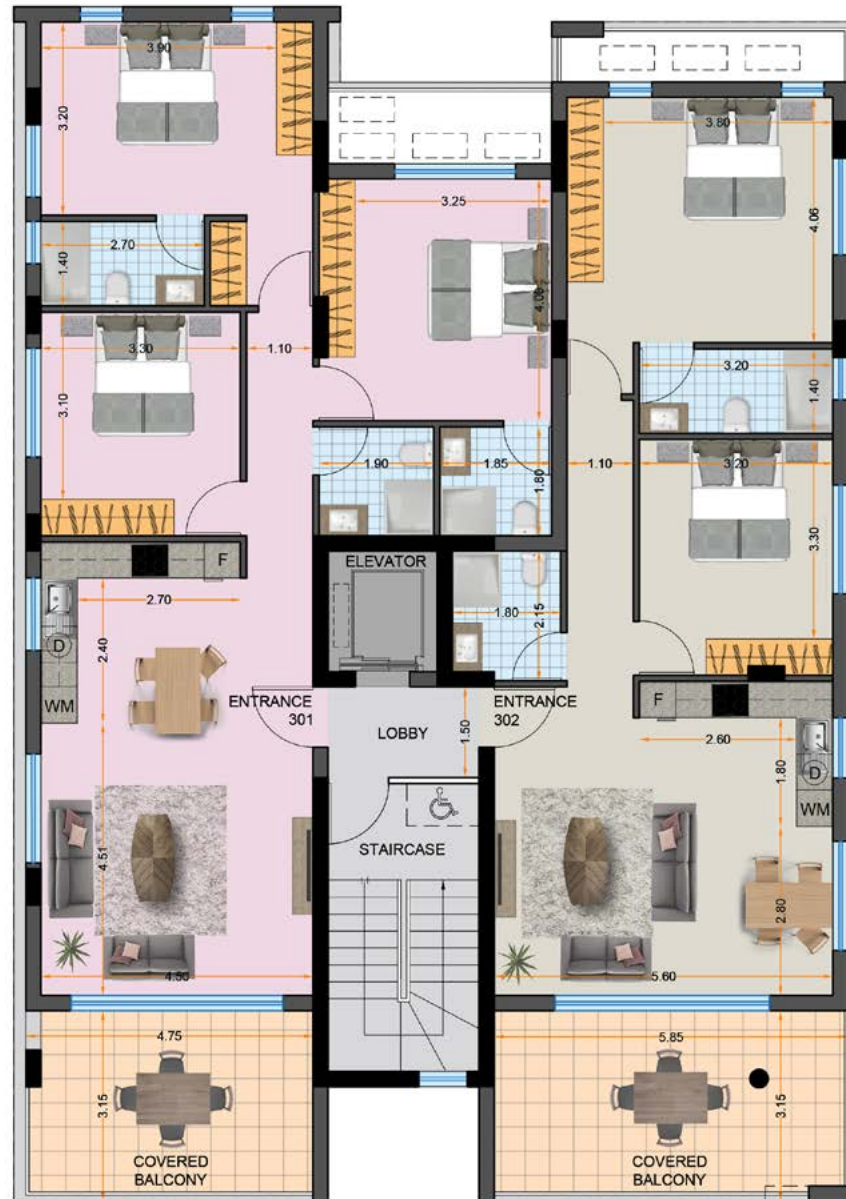 3.90
3.20
3.80
3.25
4.06
2.70
1.40
4.00
3.30
1.10
3.20
1.40
3.10
1.90
1.85
1.80
1.10
3.20
3.30
ELEVATOR
F
2.70
1.80
2.15
2.40
D
WM
ENTRANCE
301
LOBBY
1.50
ENTRANCE
302
F
2.60
1.80
D
WM
STAIRCASE
4.51
2.80
4.50
5.60
4.75
5.85
3.15
3.15
COVERED
BALCONY
COVERED
BALCONY